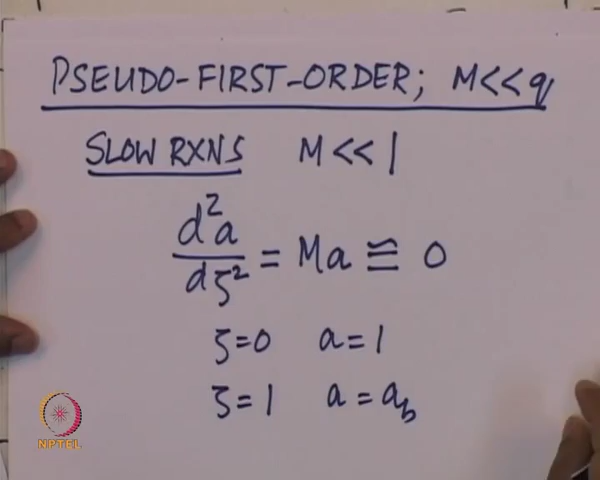 PSEUDO-FIRST-ORDER; M<<q
SLOW RXNS M<<1
d²a/dζ² = Ma ≅ 0
ζ=0 a=1
ζ=1 a=a_b
NPTEL